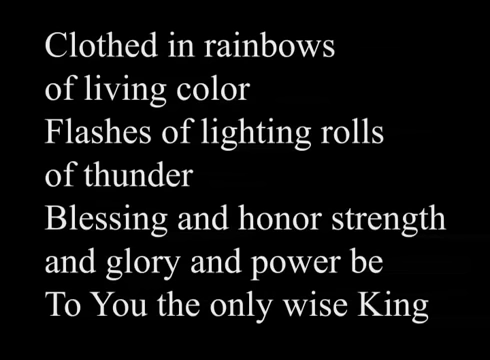 Clothed in rainbows
of living color
Flashes of lighting rolls
of thunder
Blessing and honor strength
and glory and power be
To You the only wise King